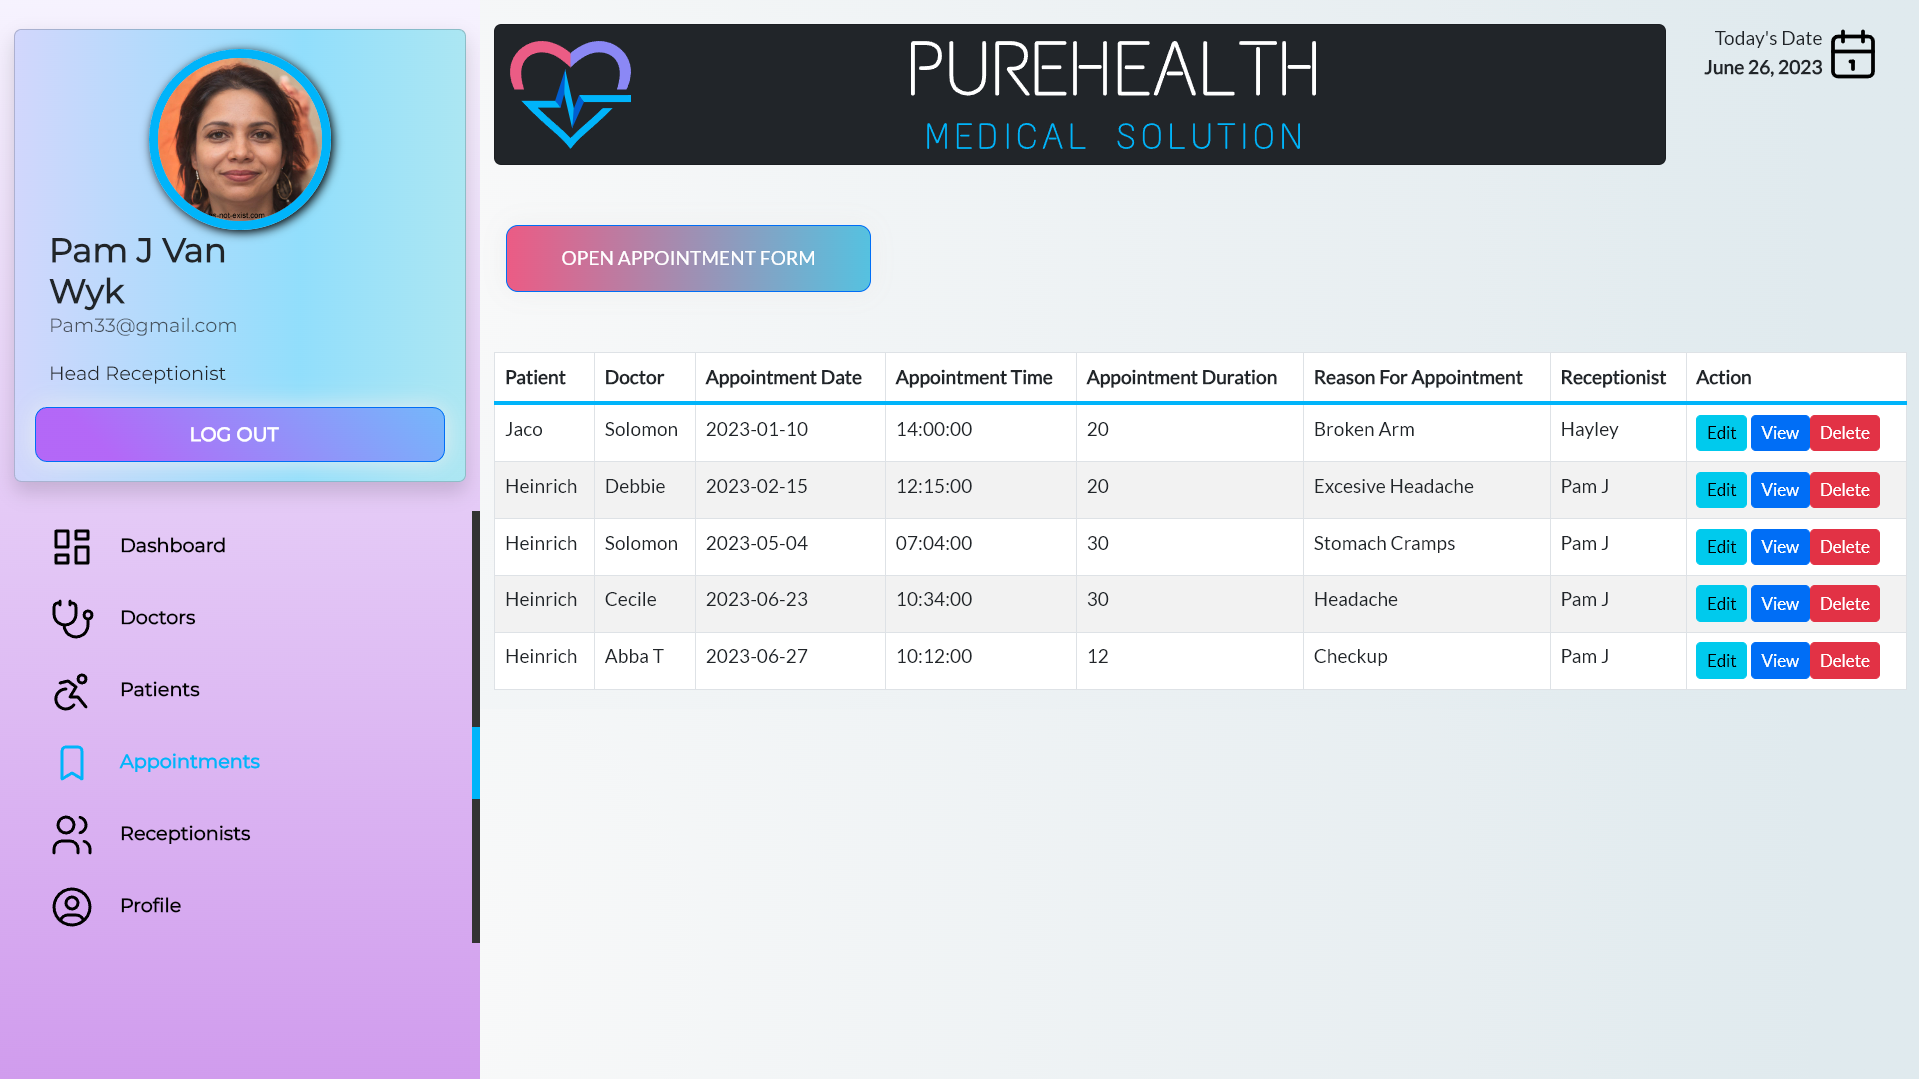 Pam J Van
Wyk
Pam33@gmail.com
Head Receptionist
LOG OUT
Dashboard
Doctors
Patients
Appointments
Receptionists
Profile
PUREHEALTH
MEDICAL SOLUTION
Today's Date
June 26, 2023
1
OPEN APPOINTMENT FORM
Patient Doctor Appointment Date Appointment Time Appointment Duration Reason For Appointment Receptionist Action
Jaco Solomon 2023-01-10 14:00:00 20 Broken Arm Hayley Edit View Delete
Heinrich Debbie 2023-02-15 12:15:00 20 Excesive Headache Pam J Edit View Delete
Heinrich Solomon 2023-05-04 07:04:00 30 Stomach Cramps Pam J Edit View Delete
Heinrich Cecile 2023-06-23 10:34:00 30 Headache Pam J Edit View Delete
Heinrich Abba T 2023-06-27 10:12:00 12 Checkup Pam J Edit View Delete